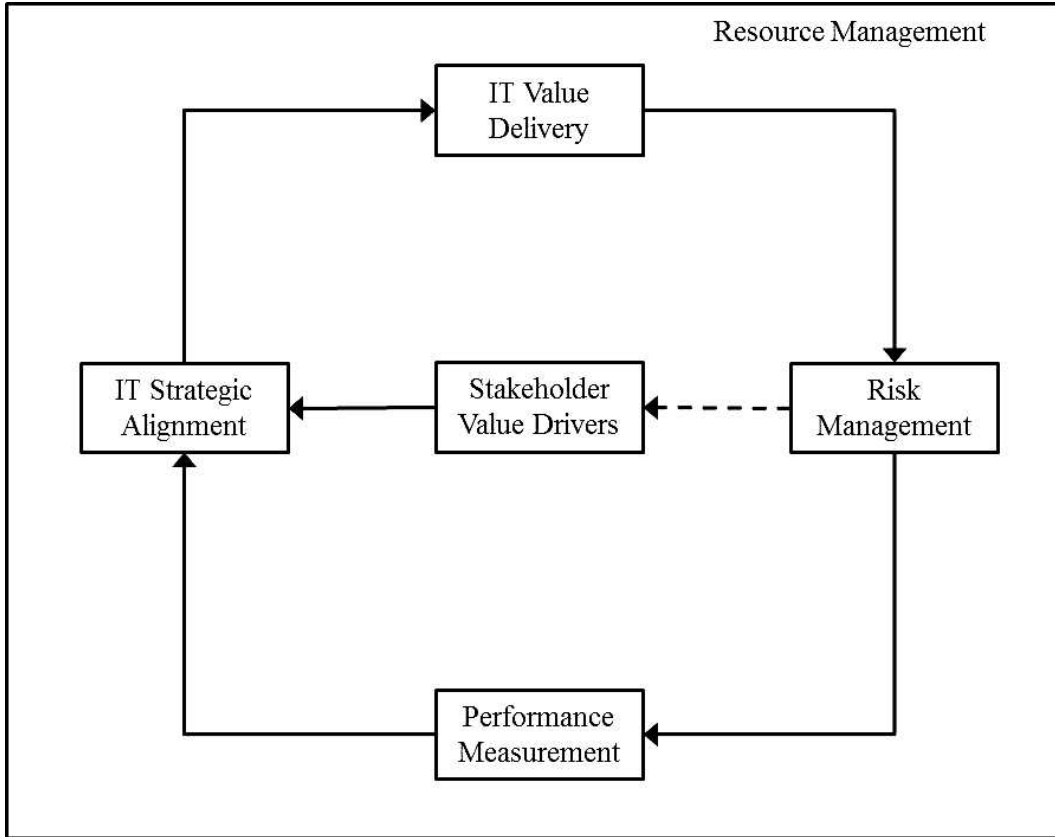 Resource Management
IT Value
Delivery
IT Strategic
Alignment
Stakeholder
Value Drivers
Risk
Management
Performance
Measurement